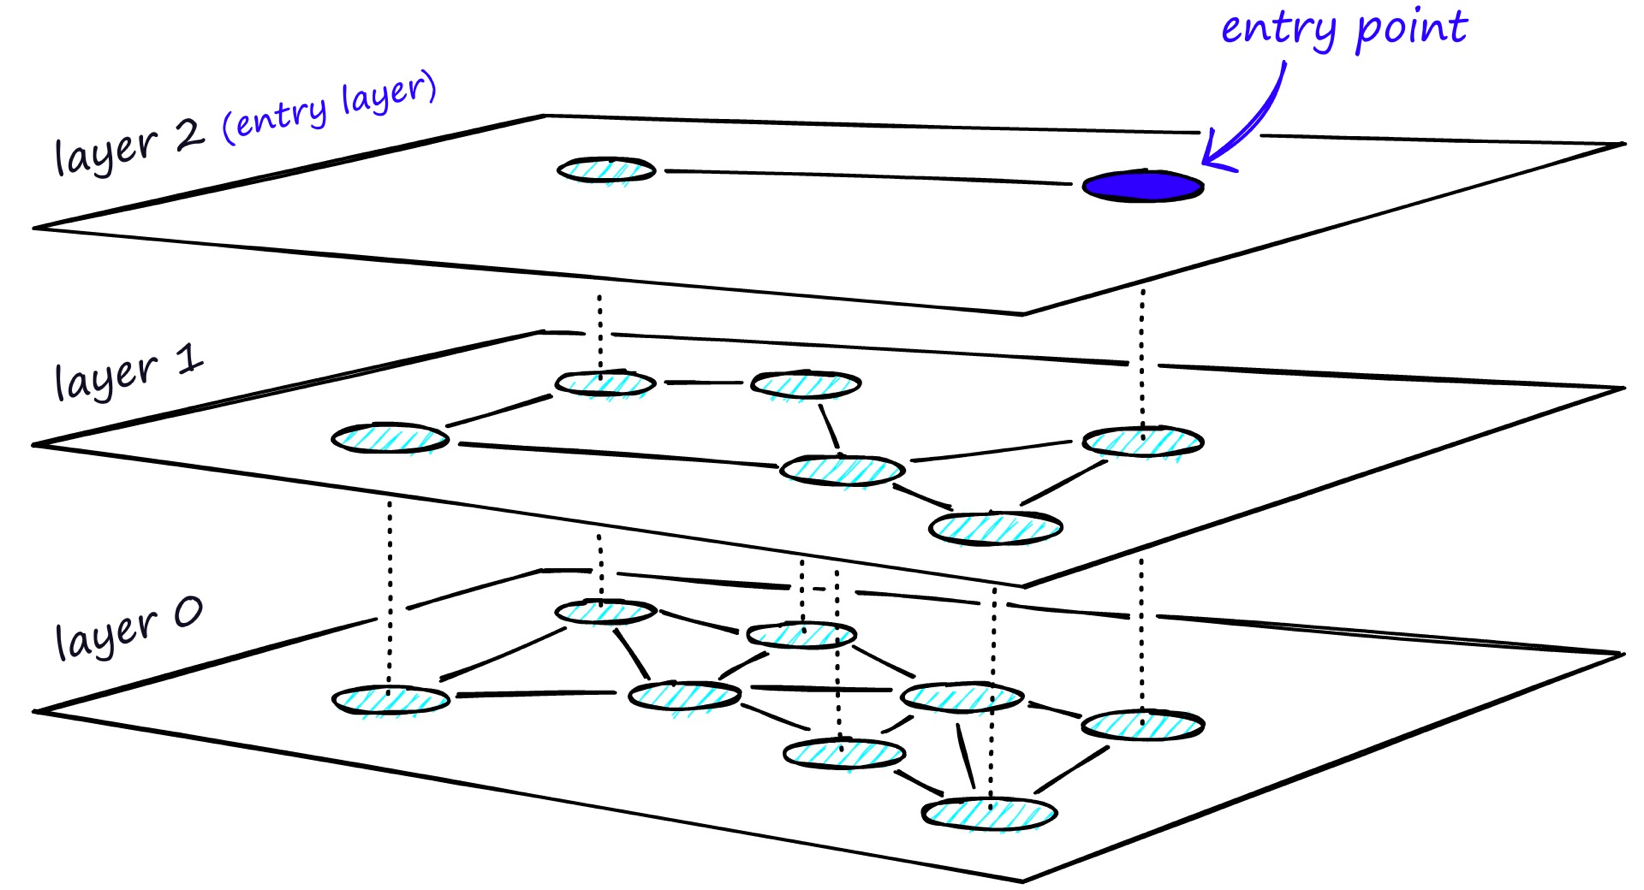 entry point
layer 2 (entry layer)
layer 1
layer 0